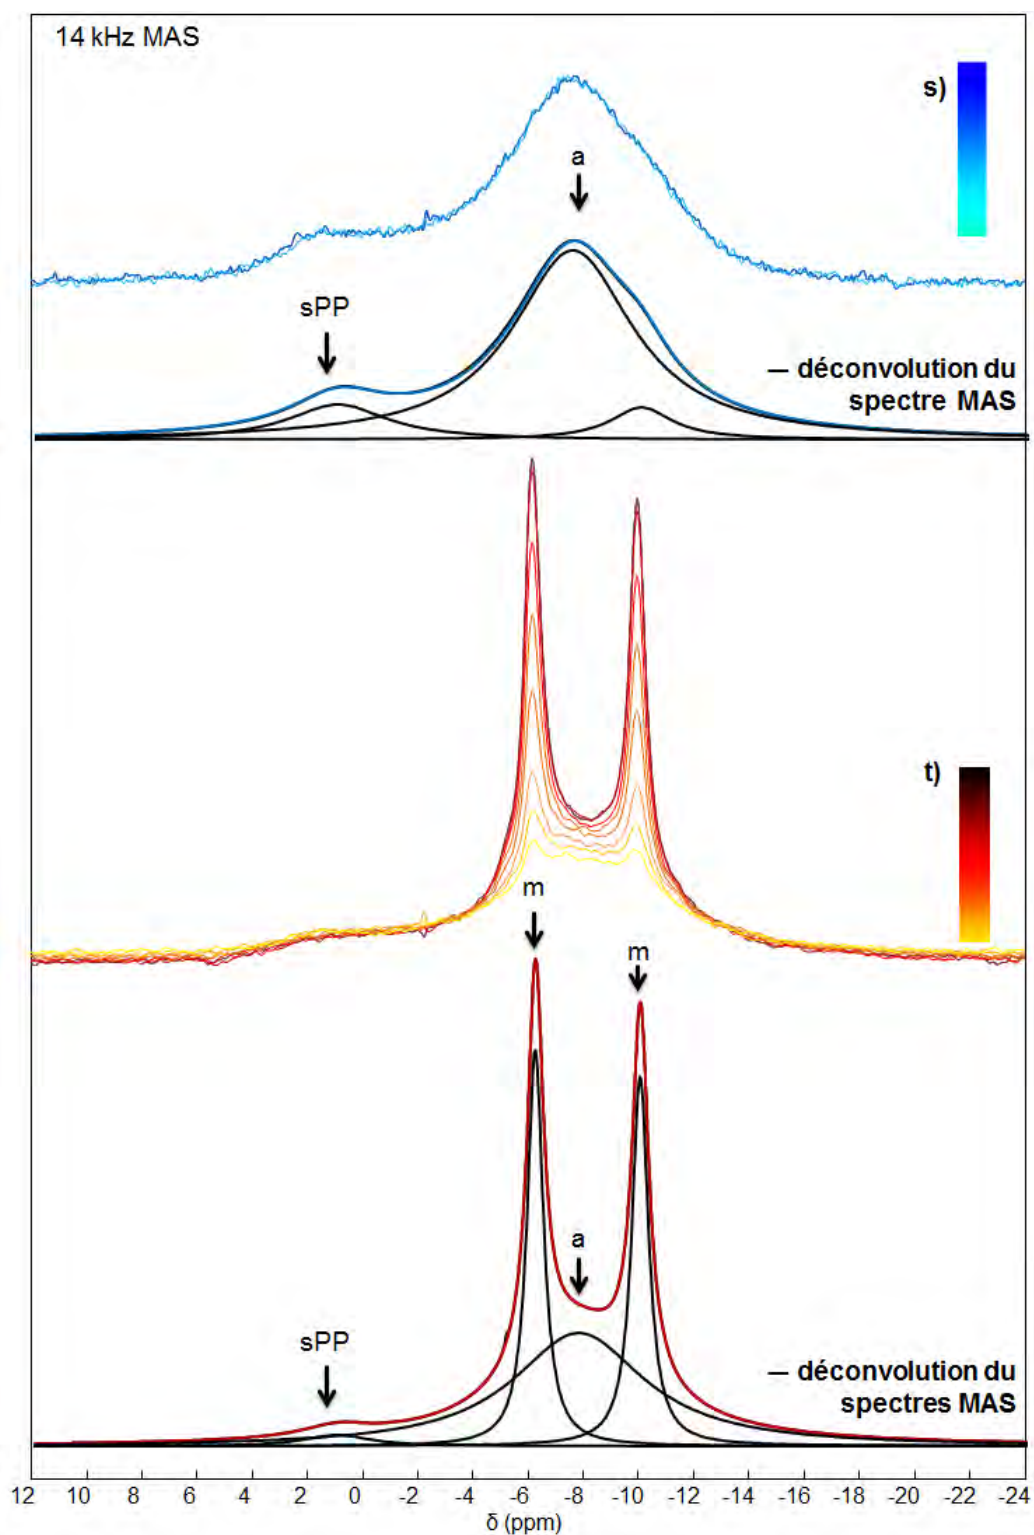 14 kHz MAS
s)
a
sPP
— déconvolution du
spectre MAS
t)
m
m
a
sPP
— déconvolution du
spectres MAS
12 10 8 6 4 2 0 -2 -4 -6 -8 -10 -12 -14 -16 -18 -20 -22 -24
δ (ppm)